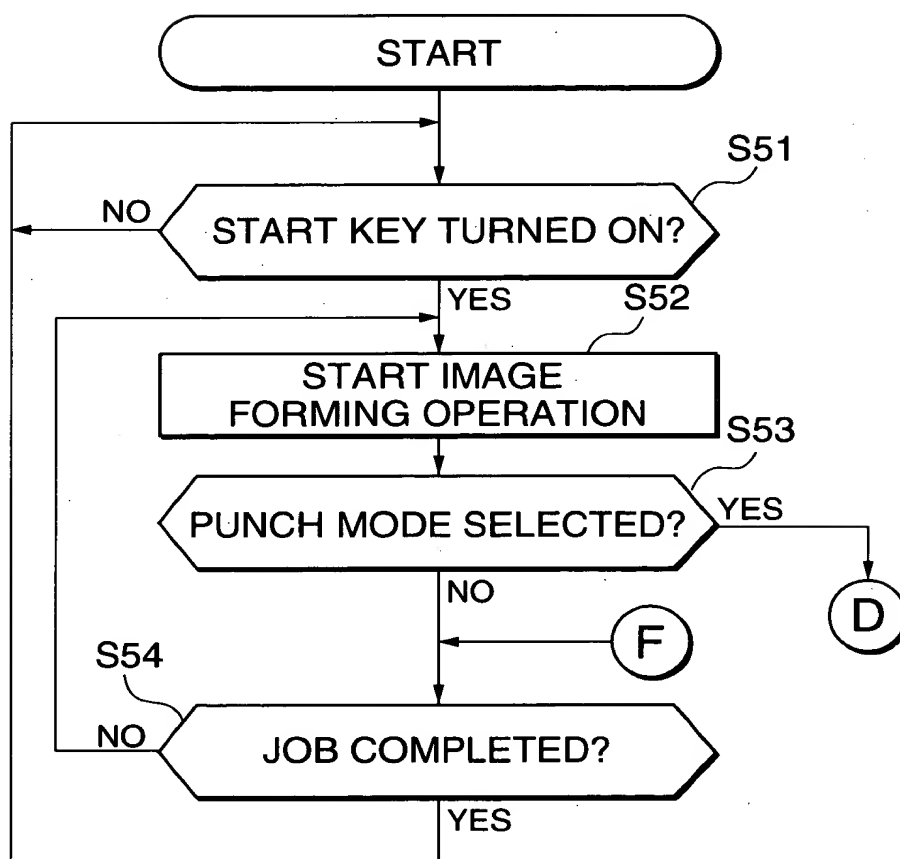 START
S51
NO
START KEY TURNED ON?
YES
S52
START IMAGE
FORMING OPERATION
S53
PUNCH MODE SELECTED?
YES
NO
D
F
S54
NO
JOB COMPLETED?
YES